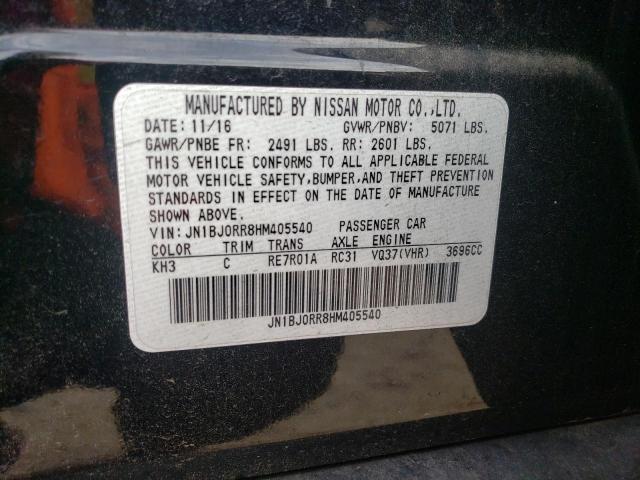 MANUFACTURED BY NISSAN MOTOR CO.,LTD.
DATE: 11/16 GVWR/PNBV: 5071 LBS.
GAWR/PNBE FR: 2491 LBS. RR: 2601 LBS.
THIS VEHICLE CONFORMS TO ALL APPLICABLE FEDERAL
MOTOR VEHICLE SAFETY,BUMPER,AND THEFT PREVENTION
STANDARDS IN EFFECT ON THE DATE OF MANUFACTURE
SHOWN ABOVE.
VIN:JN1BJ0RR8HM405540 PASSENGER CAR
COLOR TRIM TRANS AXLE ENGINE
KH3 C RE7R01A RC31 VQ37(VHR) 3696CC
JN1BJ0RR8HM405540